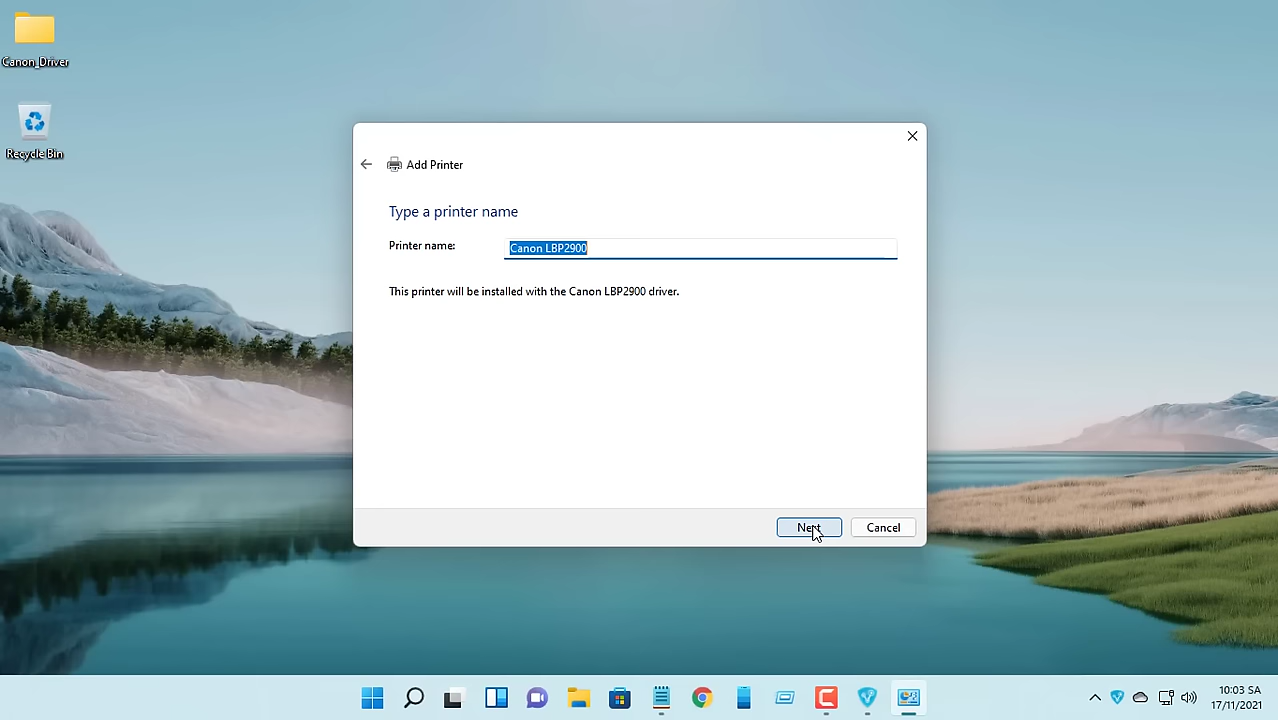 Canon_Driver
Recycle Bin
Add Printer
Type a printer name
Printer name:
Canon LBP2900
This printer will be installed with the Canon LBP2900 driver.
Next
Cancel
10:03 SA
17/11/2021